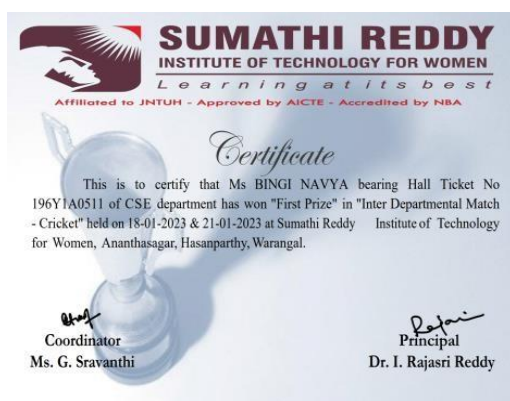 SUMATHI REDDY
INSTITUTE OF TECHNOLOGY FOR WOMEN
Learning at its best
Affiliated to JNTUH - Approved by AICTE - Accredited by NBA
Certificate
This is to certify that Ms BINGI NAVYA bearing Hall Ticket No
196Y1A0511 of CSE department has won "First Prize" in "Inter Departmental Match
- Cricket" held on 18-01-2023 & 21-01-2023 at Sumathi Reddy Institute of Technology
for Women, Ananthasagar, Hasanparthy, Warangal.
Rajasri
Coordinator
Principal
Ms. G. Sravanthi
Dr. I. Rajasri Reddy